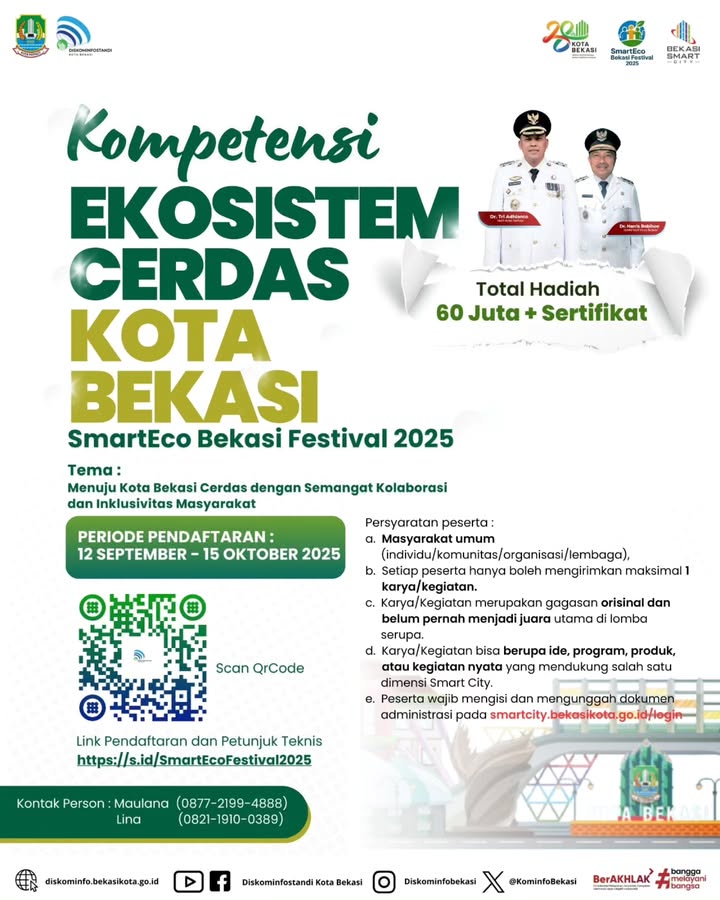 DISKOMINFOSTANDI
KOTA BEKASI
28 KOTA
BEKASI
SmartEco
Bekasi Festival
2025
BEKASI
SMART
CITY
Kompetensi
EKOSISTEM
CERDAS
KOTA
BEKASI
SmartEco Bekasi Festival 2025
Dr. Tri Adhianto
Dr. Harris Bobihoe
Total Hadiah
60 Juta + Sertifikat
Tema :
Menuju Kota Bekasi Cerdas dengan Semangat Kolaborasi
dan Inklusivitas Masyarakat
PERIODE PENDAFTARAN :
12 SEPTEMBER - 15 OKTOBER 2025
Scan QrCode
Link Pendaftaran dan Petunjuk Teknis
https://s.id/SmartEcoFestival2025
Kontak Person : Maulana (0877-2199-4888)
Lina (0821-1910-0389)
Persyaratan peserta :
a. Masyarakat umum
(individu/komunitas/organisasi/lembaga),
b. Setiap peserta hanya boleh mengirimkan maksimal 1
karya/kegiatan.
c. Karya/Kegiatan merupakan gagasan orisinal dan
belum pernah menjadi juara utama di lomba
serupa.
d. Karya/Kegiatan bisa berupa ide, program, produk,
atau kegiatan nyata yang mendukung salah satu
dimensi Smart City.
e. Peserta wajib mengisi dan mengunggah dokumen
administrasi pada smartcity.bekasikota.go.id/login
KOTA BEKASI
diskominfo.bekasikota.go.id
Diskominfostandi Kota Bekasi
Diskominfobekasi
@KominfoBekasi
BerAKHLAK
#bangga
melayani
bangsa